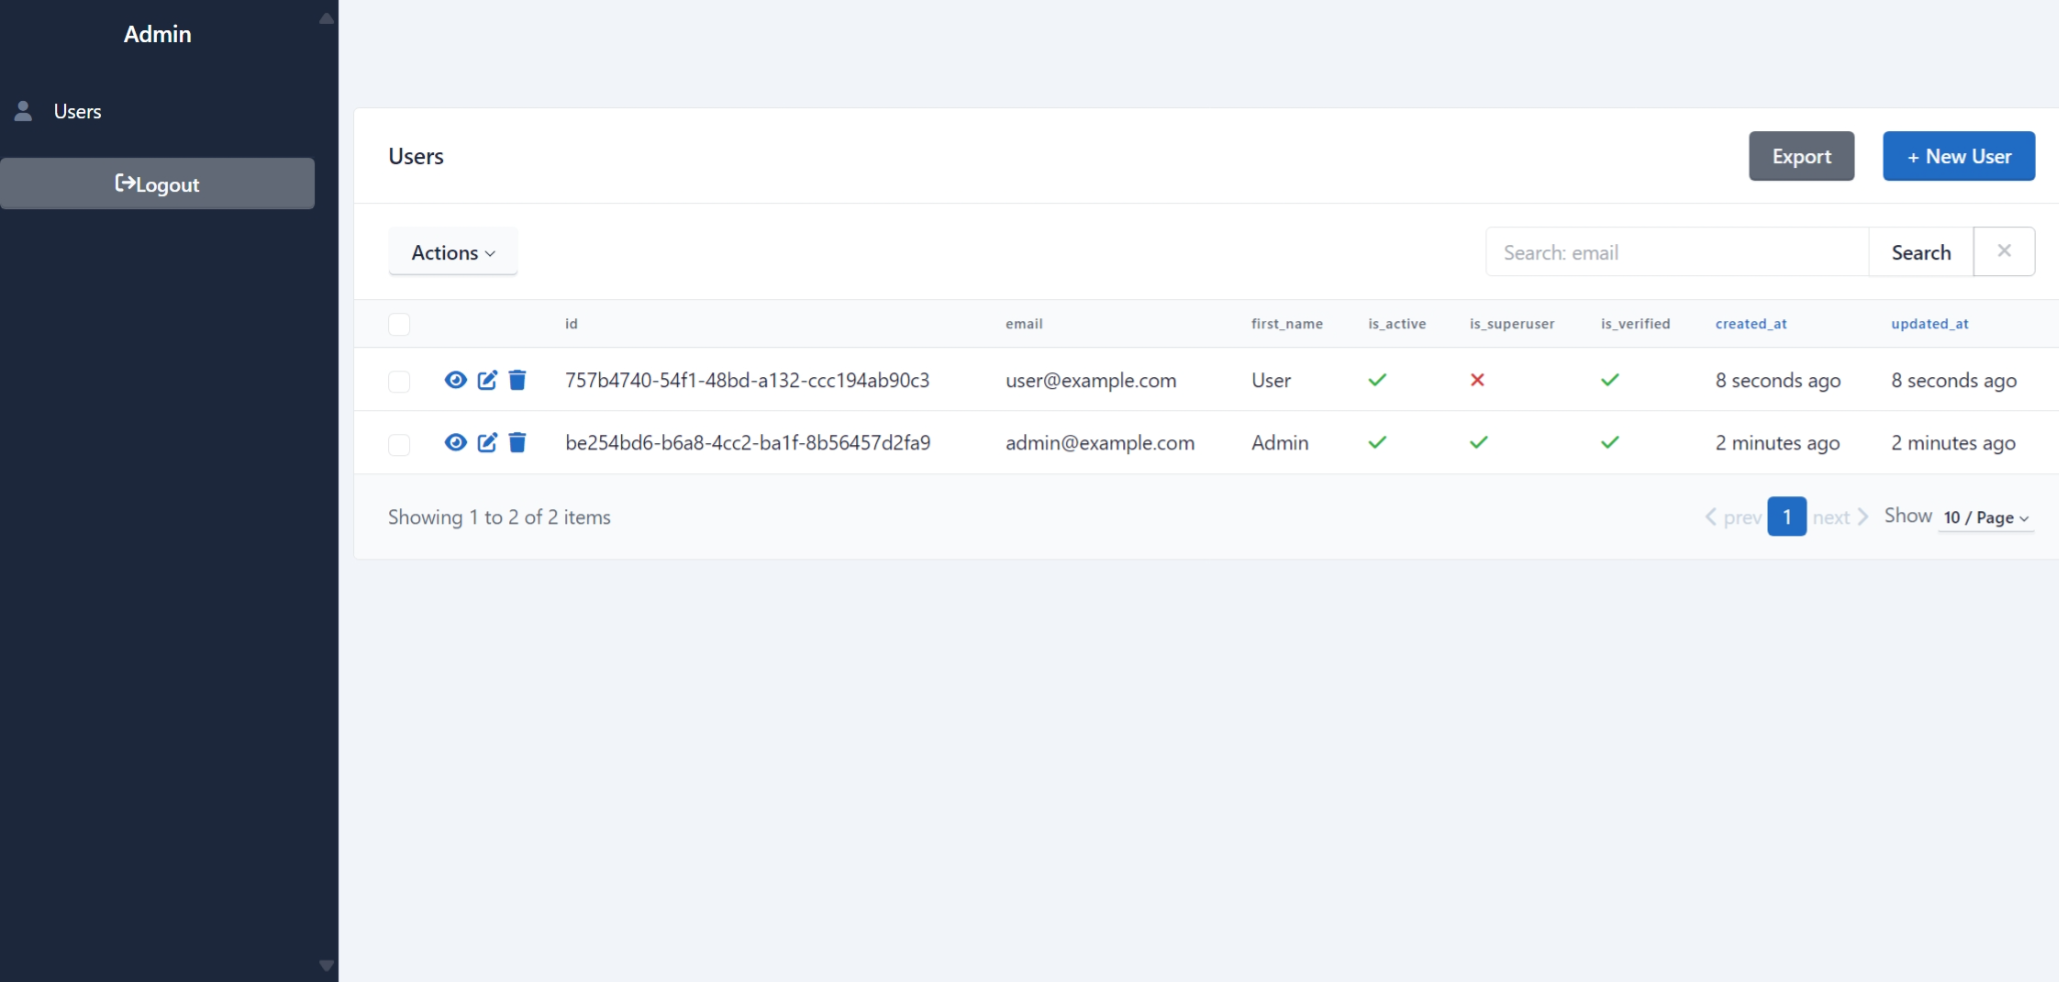 Admin
Users
Logout
Users
Export
+ New User
Actions
Search: email
Search
id email first_name is_active is_superuser is_verified created_at updated_at
757b4740-54f1-48bd-a132-ccc194ab90c3 user@example.com User 8 seconds ago 8 seconds ago
be254bd6-b6a8-4cc2-ba1f-8b56457d2fa9 admin@example.com Admin 2 minutes ago 2 minutes ago
Showing 1 to 2 of 2 items
prev 1 next Show 10 / Page